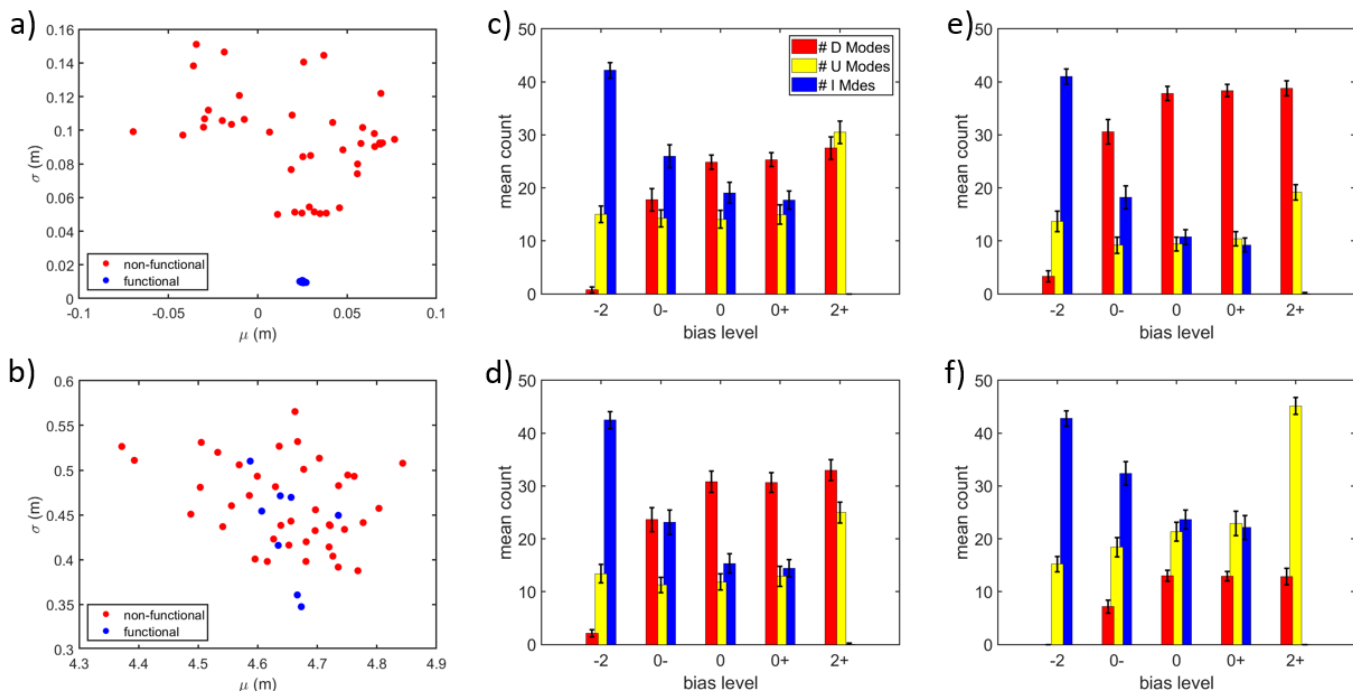 a)
0.16
0.14
0.12
0.1
0.08
0.06
0.04
0.02
0
σ (m)
non-functional
functional
-0.1
-0.05
0
0.05
0.1
μ (m)
b)
0.6
0.55
0.5
0.45
0.4
0.35
0.3
σ (m)
non-functional
functional
4.3
4.4
4.5
4.6
4.7
4.8
4.9
μ (m)
c)
50
40
30
20
10
0
mean count
# D Modes
# U Modes
# I Mdes
-2
0-
0
0+
2+
bias level
d)
50
40
30
20
10
0
mean count
-2
0-
0
0+
2+
bias level
e)
50
40
30
20
10
0
mean count
-2
0-
0
0+
2+
bias level
f)
50
40
30
20
10
0
mean count
-2
0-
0
0+
2+
bias level